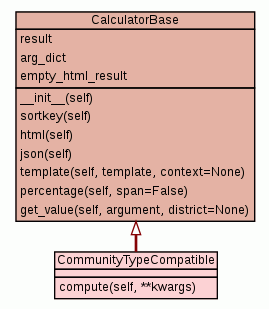 CalculatorBase
result
arg_dict
empty_html_result
__init__(self)
sortkey(self)
html(self)
json(self)
template(self, template, context=None)
percentage(self, span=False)
get_value(self, argument, district=None)
CommunityTypeCompatible
compute(self, **kwargs)